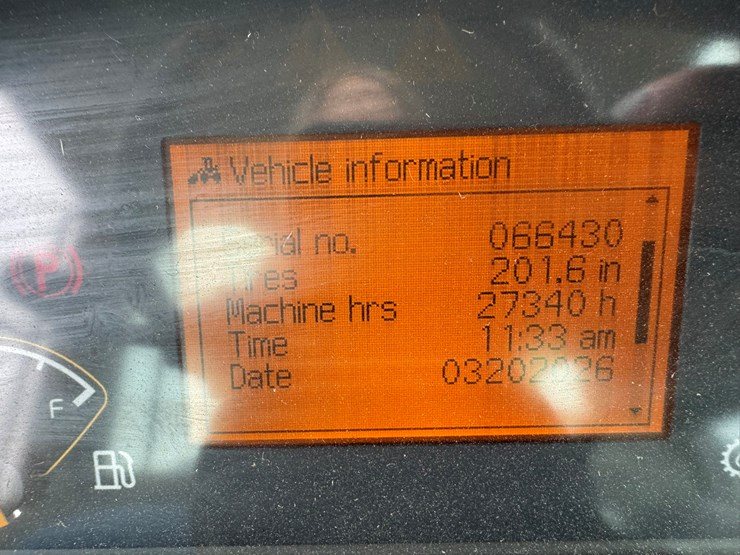 Vehicle information
Serial no. 066430
Tires 201.6 in
Machine hrs 27340 h
Time 11:33 am
Date 03202026
P
F